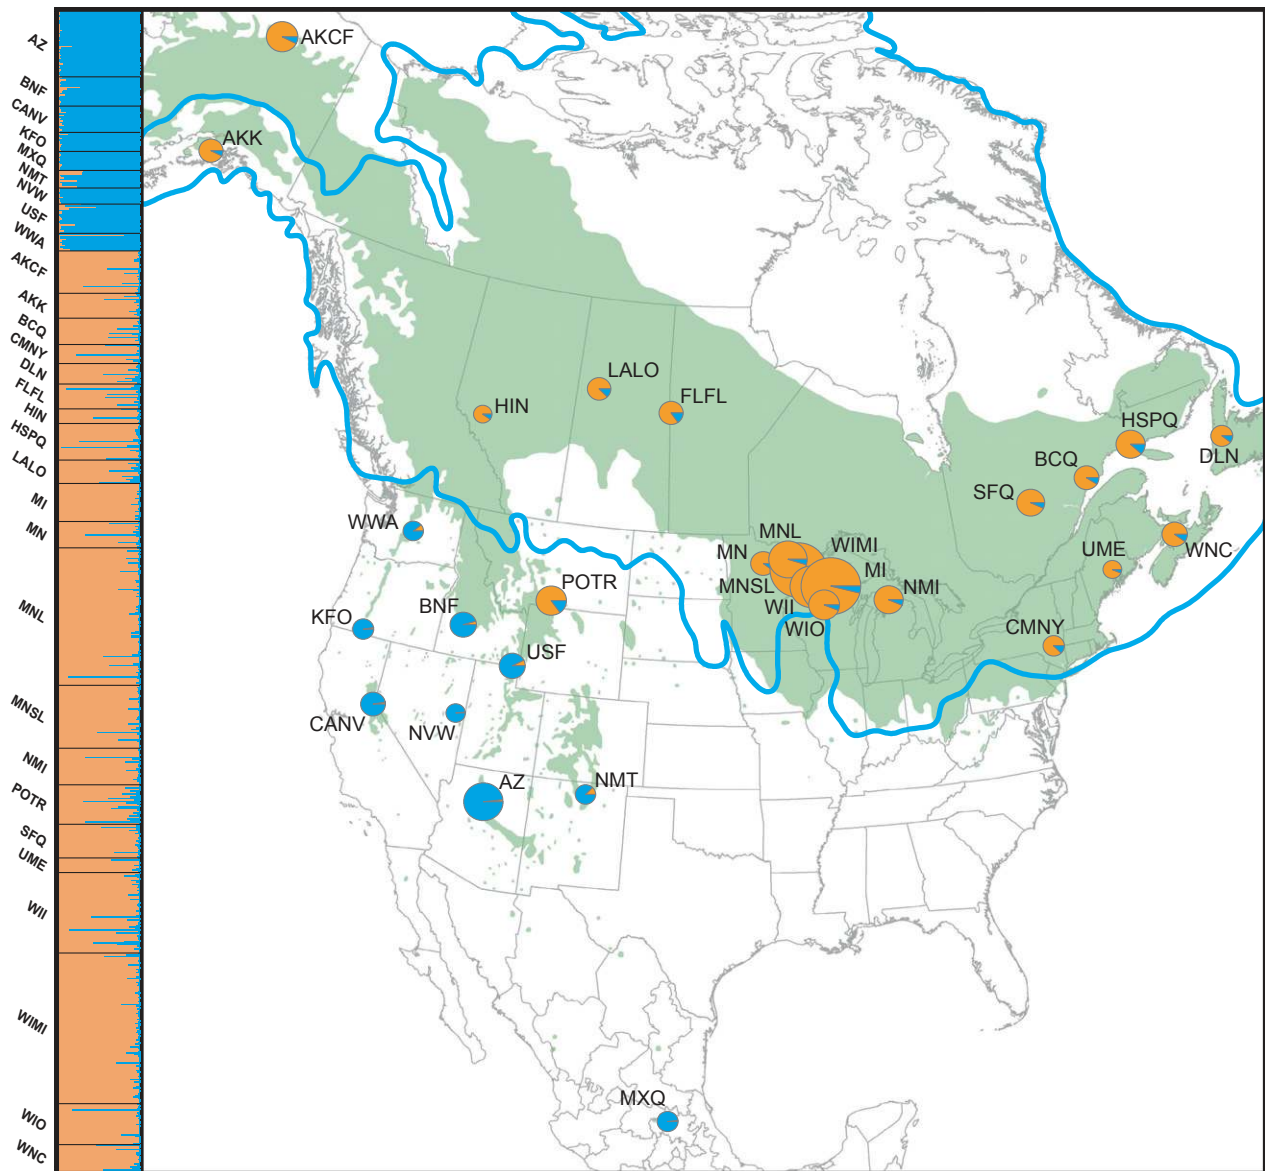 AZ
BNF
CANV
KFO
MXQ
NMT
NVW
USF
WWA
AKCF
AKK
BCQ
CMNY
DLN
FLFL
HIN
HSPQ
LALO
MI
MN
MNL
MNSL
NMI
POTR
SFQ
UME
WII
WIMI
WIO
WNC
AKCF
AKK
LALO
HIN
FLFL
HSPQ
DLN
BCQ
SFQ
WWA
MNL
WIMI
MN
UME
WNC
MNSL
MI
NMI
POTR
WII
KFO
BNF
WIO
CMNY
USF
CANV
NVW
AZ
NMT
MXQ